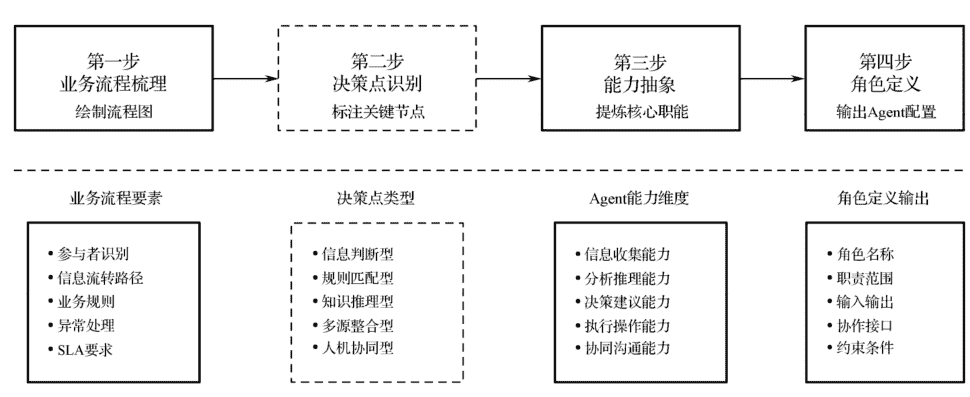 第一步
业务流程梳理
绘制流程图
第二步
决策点识别
标注关键节点
第三步
能力抽象
提炼核心职能
第四步
角色定义
输出Agent配置
业务流程要素
• 参与者识别
• 信息流转路径
• 业务规则
• 异常处理
• SLA要求
决策点类型
• 信息判断型
• 规则匹配型
• 知识推理型
• 多源整合型
• 人机协同型
Agent能力维度
• 信息收集能力
• 分析推理能力
• 决策建议能力
• 执行操作能力
• 协同沟通能力
角色定义输出
• 角色名称
• 职责范围
• 输入输出
• 协作接口
• 约束条件